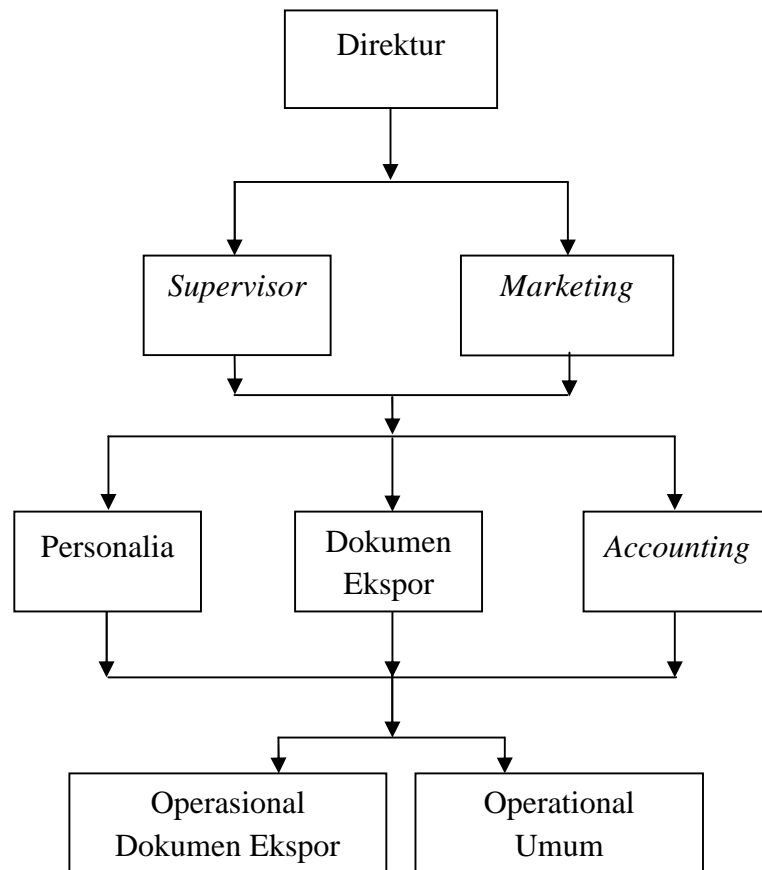 Direktur
Supervisor
Marketing
Personalia
Dokumen
Ekspor
Accounting
Operasional
Dokumen Ekspor
Operational
Umum